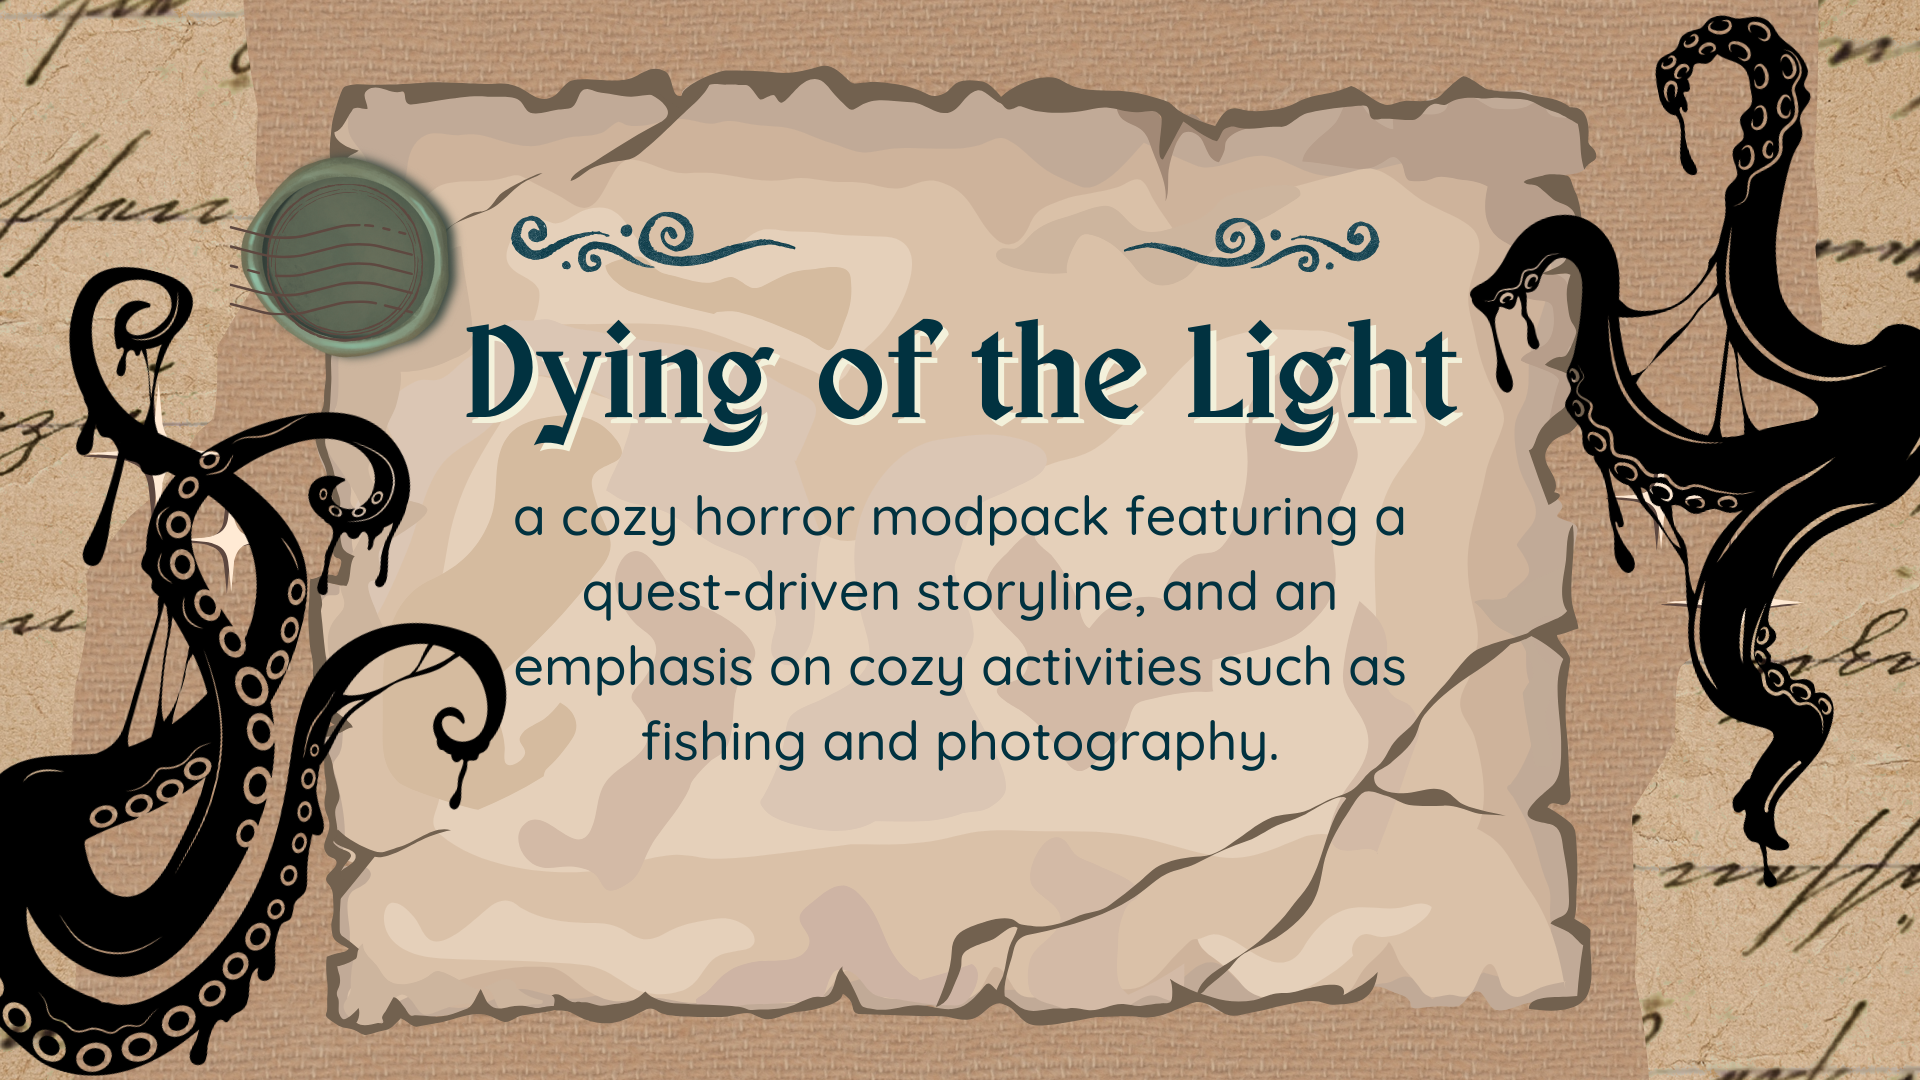 Dying of the Light
a cozy horror modpack featuring a
quest-driven storyline, and an
emphasis on cozy activities such as
fishing and photography.